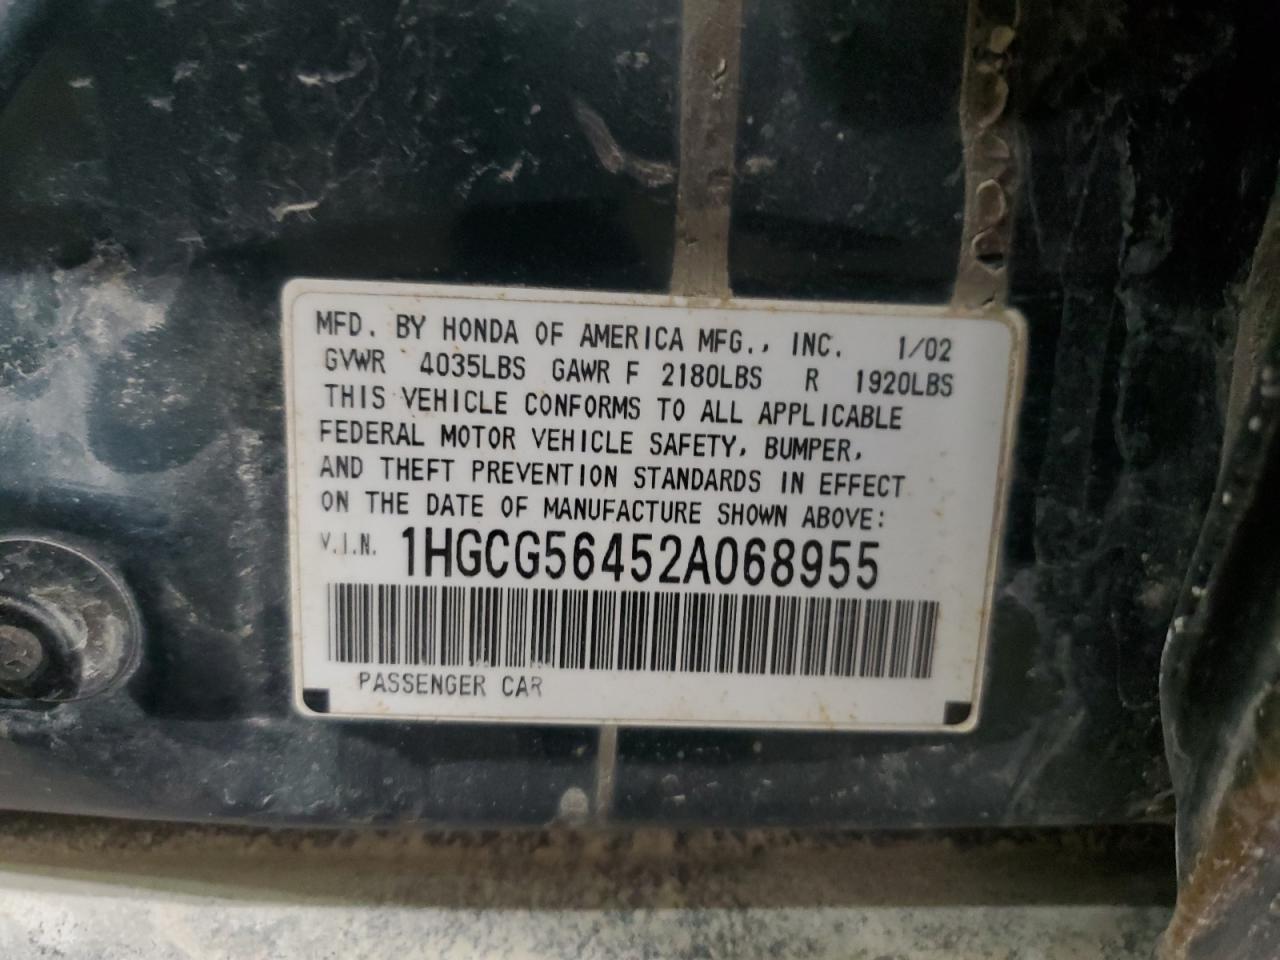 MFD. BY HONDA OF AMERICA MFG., INC. 1/02
GVWR 4035LBS GAWR F 2180LBS R 1920LBS
THIS VEHICLE CONFORMS TO ALL APPLICABLE
FEDERAL MOTOR VEHICLE SAFETY, BUMPER,
AND THEFT PREVENTION STANDARDS IN EFFECT
ON THE DATE OF MANUFACTURE SHOWN ABOVE:
V.I.N. 1HGCG56452A068955
PASSENGER CAR